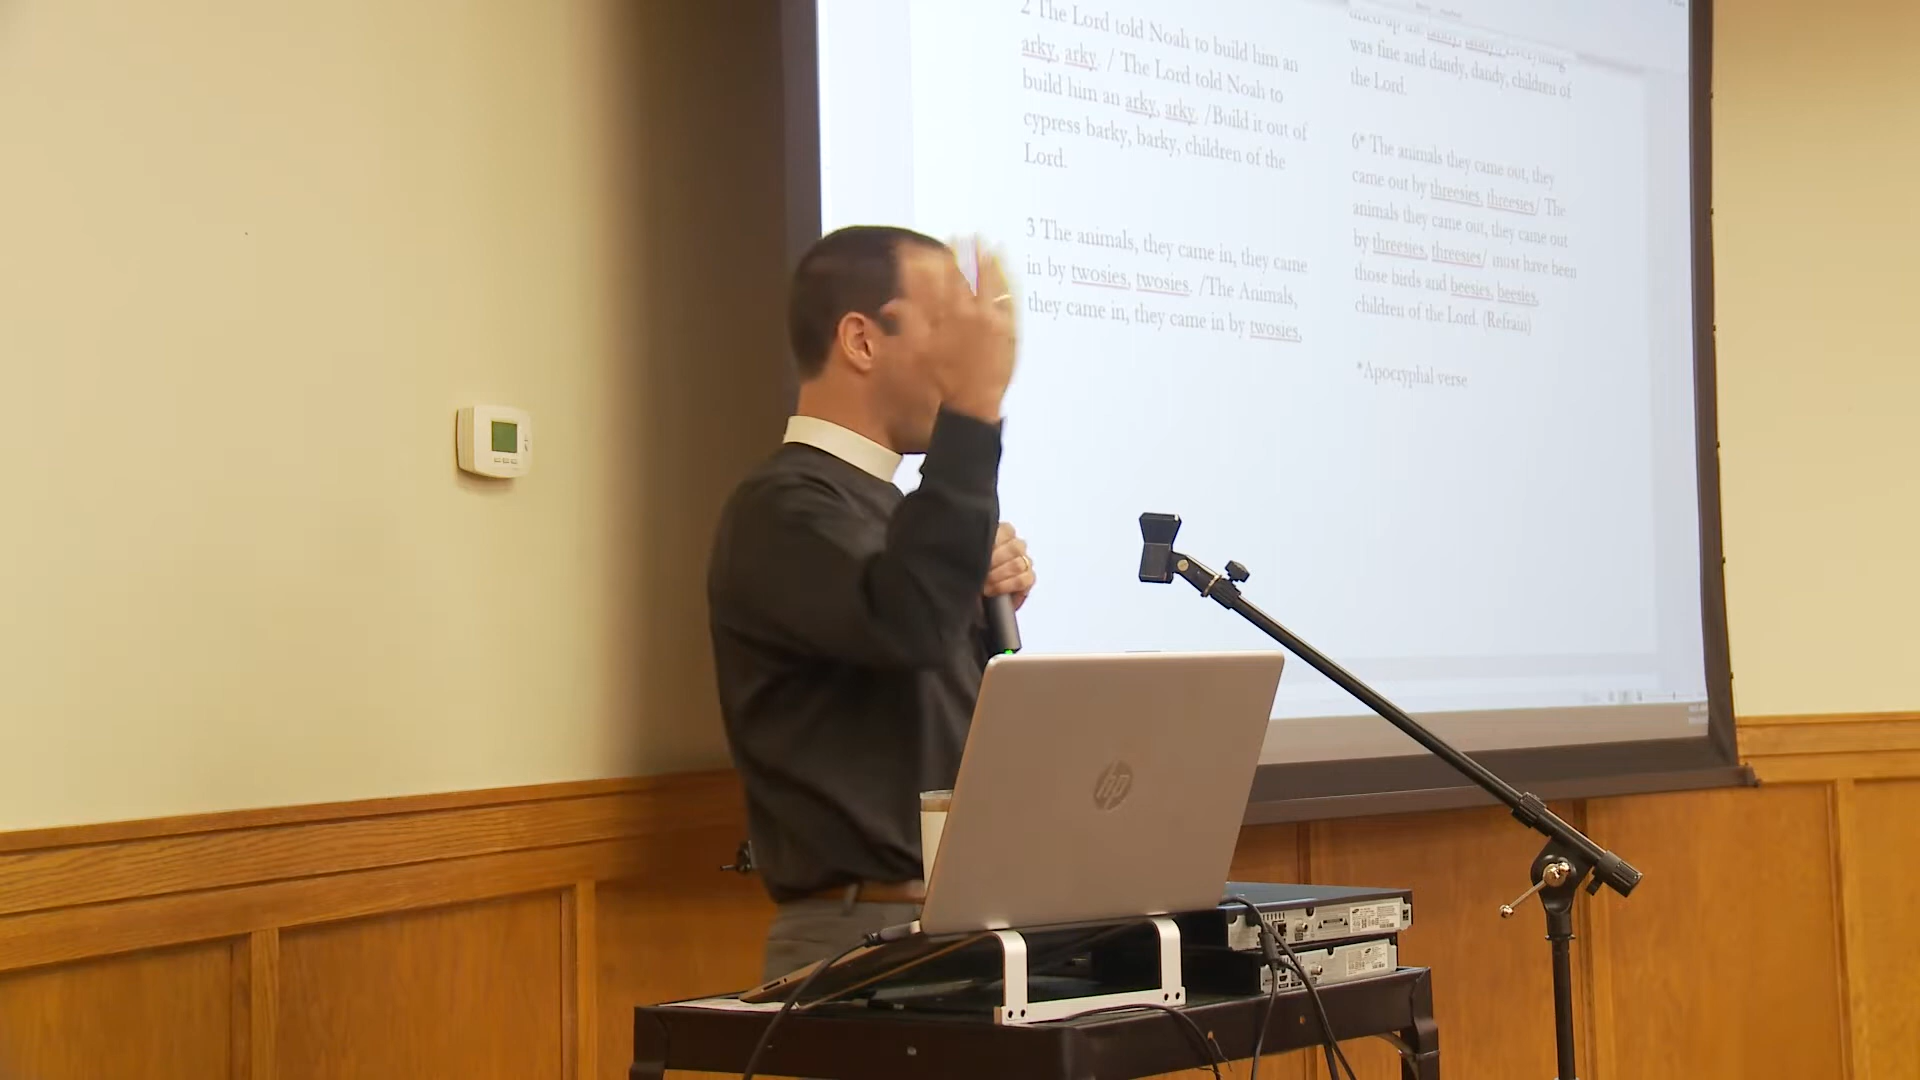 2 The Lord told Noah to build him an
arky, arky. / The Lord told Noah to
build him an arky, arky. /Build it out of
cypress barky, barky, children of the
Lord.
3 The animals, they came in, they came
in by twosies, twosies. /The Animals,
they came in, they came in by twosies,
was fine and dandy, dandy, children of
the Lord.
6* The animals they came out, they
came out by threesies, threesies/ The
animals they came out, they came out
by threesies, threesies/ must have been
those birds and beesies, beesies,
children of the Lord. (Refrain)
*Apocryphal verse
hp